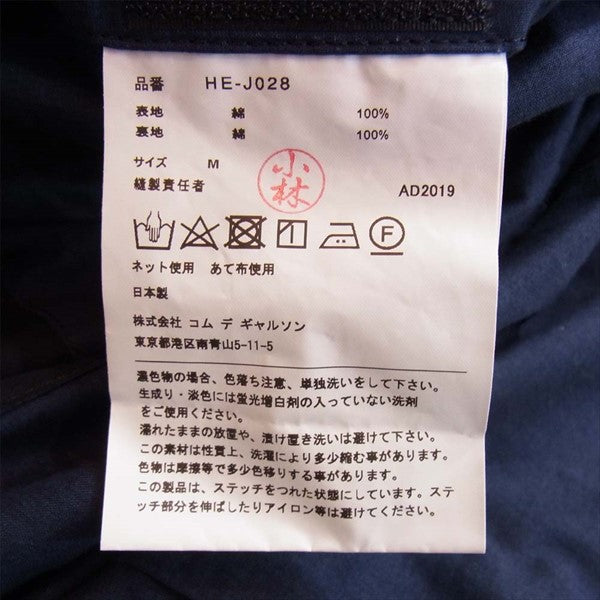 品番 HE-J028
表地 綿 100%
裏地 綿 100%
サイズ M
小林
縫製責任者 AD2019
F
ネット使用 あて布使用
日本製
株式会社 コム デ ギャルソン
東京都港区南青山5-11-5
濃色物の場合、色落ち注意、単独洗いをして下さい。
生成り・淡色には蛍光増白剤の入っていない洗剤
をご使用ください。
濡れたままの放置や、漬け置き洗いは避けて下さい。
この素材は性質上、洗濯により多少縮む事があります。
色物は摩擦等で多少色移りする事があります。
この製品は、ステッチをつれた状態にしています。ステ
ッチ部分を伸ばしたりアイロン等は避けてください。